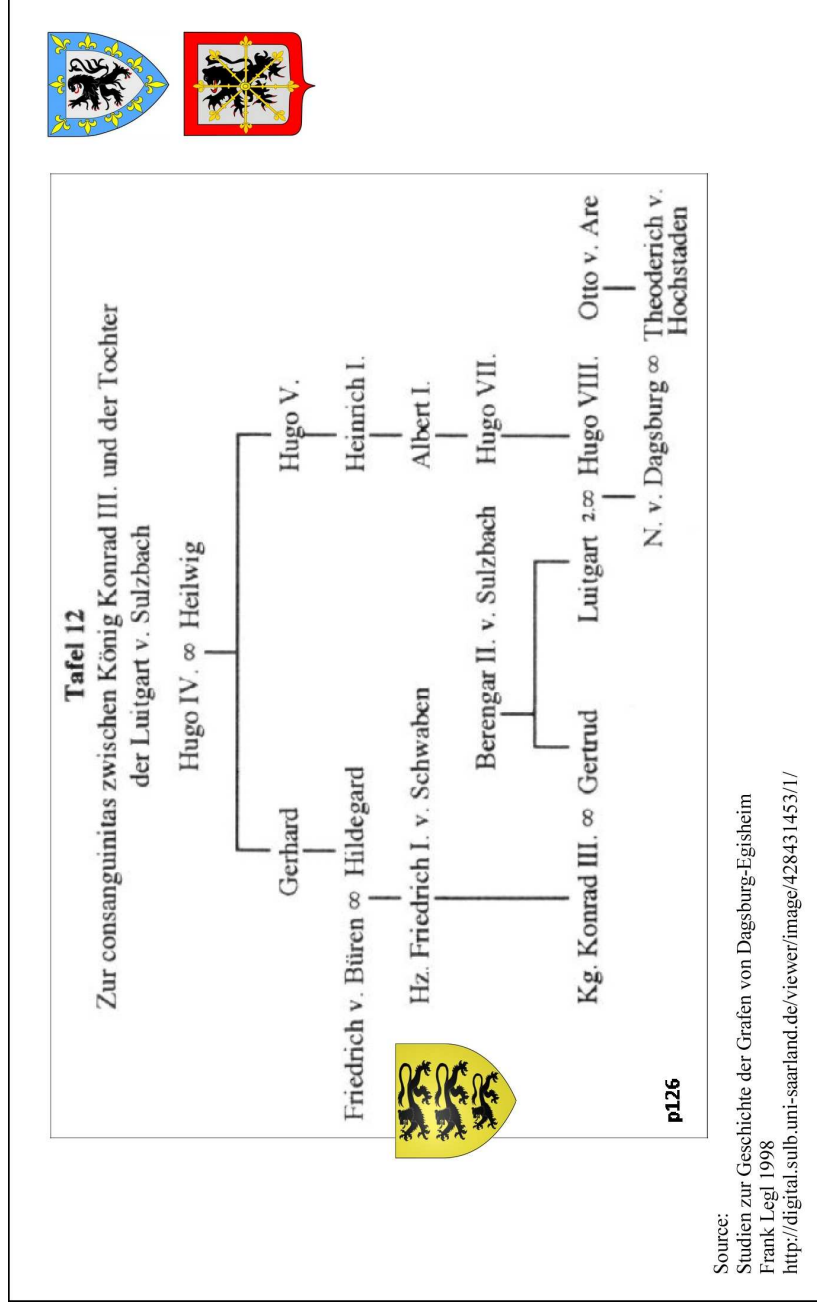 Tafel 12
Zur consanguinitas zwischen König Konrad III. und der Tochter
der Luitgart v. Sulzbach
Hugo IV. ∞ Heilwig
Gerhard Hugo V.
Friedrich v. Büren ∞ Hildegard Heinrich I.
Hz. Friedrich I. v. Schwaben Albert I.
Berengar II. v. Sulzbach Hugo VII.
Kg. Konrad III. ∞ Gertrud Luitgart 2.∞ Hugo VIII. Otto v. Are
N. v. Dagsburg ∞ Theoderich v.
Hochstaden
p126
Source:
Studien zur Geschichte der Grafen von Dagsburg-Egisheim
Frank Legl 1998
http://digital.sulb.uni-saarland.de/viewer/image/428431453/1/